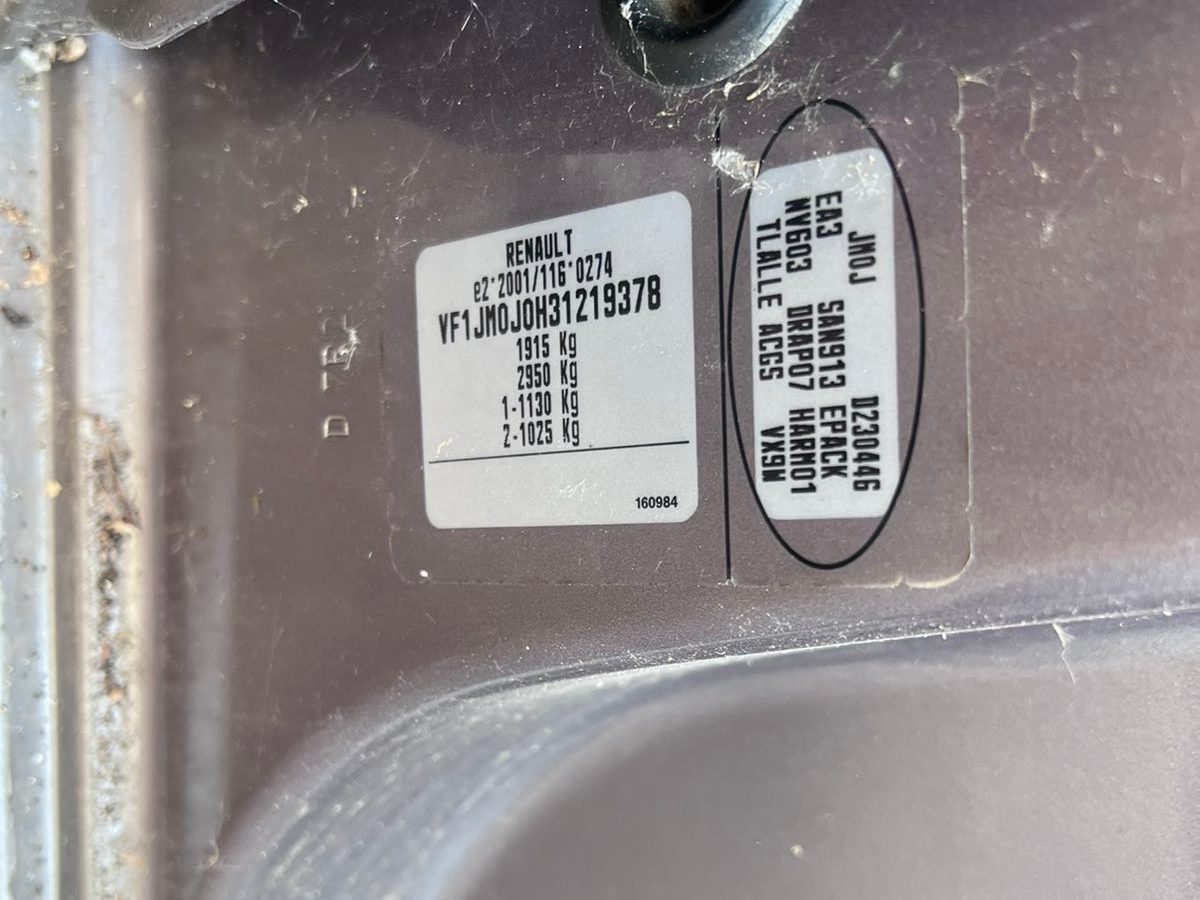 RENAULT
e2*2001/116*0274
VF1JM0J0H31219378
1915 Kg
2950 Kg
1-1130 Kg
2-1025 Kg
160984
JM0J D230446
EA3 SAN913 EPACK
NV603 DRAP07 HARM01
TLALLE ACGS VX9W